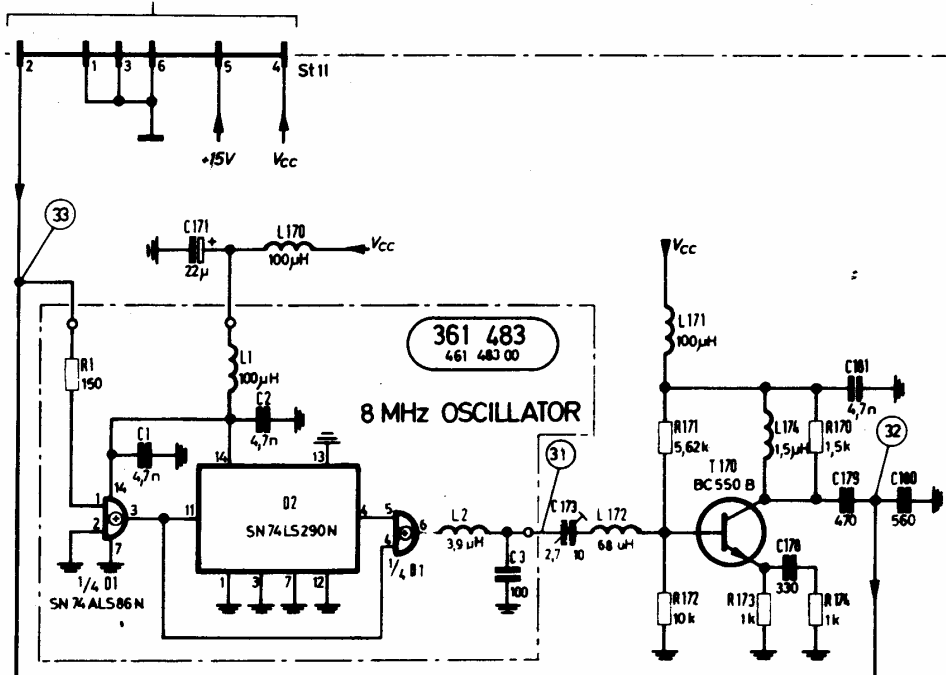 2 1 3 6 5 4 St 11
+15V Vcc
33
C171 + L170 Vcc
22µ 100µH
Vcc
361 483
461 483 00
L171
100µH
R1
150
L1
100µH
C2
4,7n
8 MHz OSCILLATOR
C181
4,7n
C1
4,7n
R171
5,62k
L174
1,5µH
R170
1,5k
32
31
T170
BC 550 B
14 13
14
1
2
3
7
11
D2
SN74LS290N
4
5
4
6
1 3 7 12
1/4 D1
SN 74 ALS86N
1/4 D1
L2
3,9 µH
C3
100
C173
2,7 10
L172
68 µH
C179
470
C180
560
C178
330
R172
10k
R173
1k
R174
1k